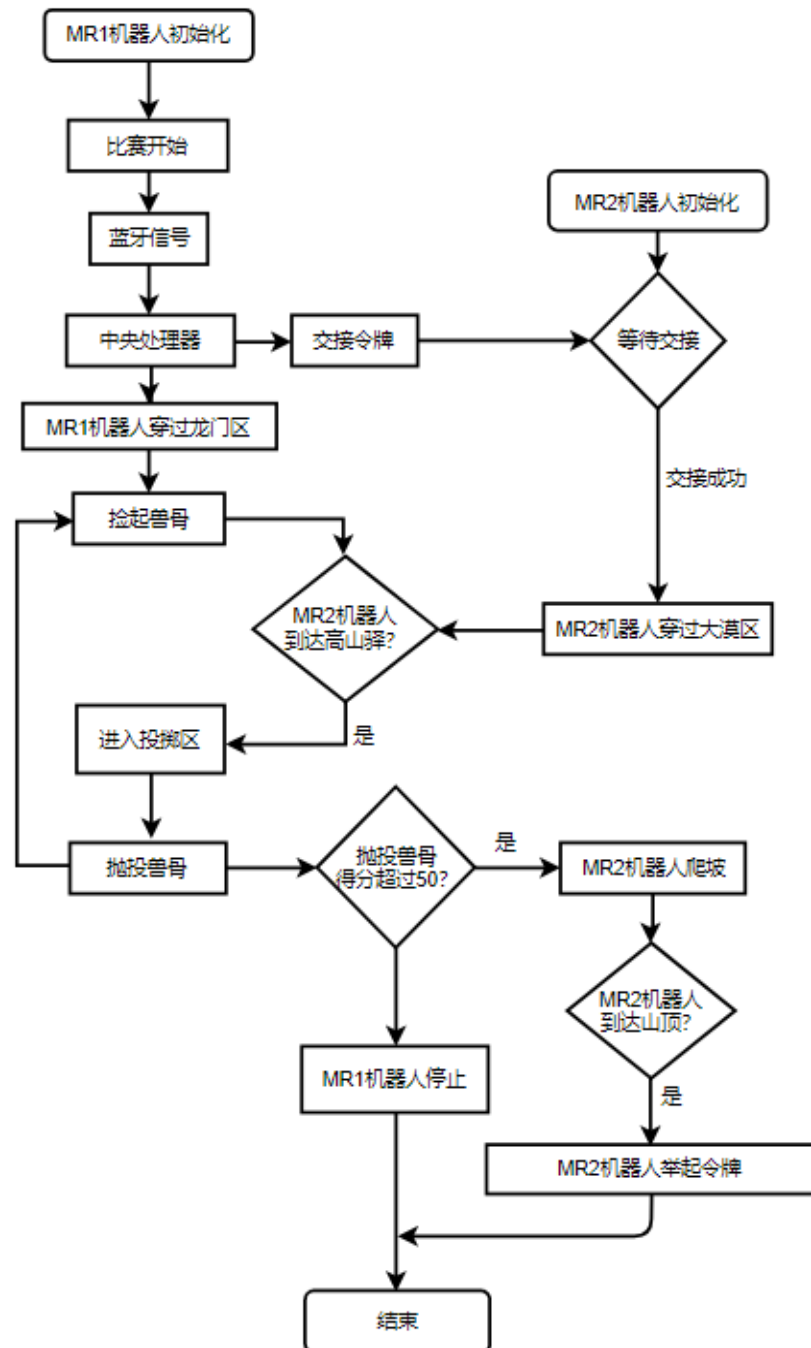 MR1机器人初始化
比赛开始
蓝牙信号
MR2机器人初始化
中央处理器
交接令牌
等待交接
MR1机器人穿过龙门区
交接成功
捡起兽骨
MR2机器人
到达高山驿?
MR2机器人穿过大漠区
是
进入投掷区
抛投兽骨
抛投兽骨
得分超过50?
是
MR2机器人爬坡
MR2机器人
到达山顶?
MR1机器人停止
是
MR2机器人举起令牌
结束